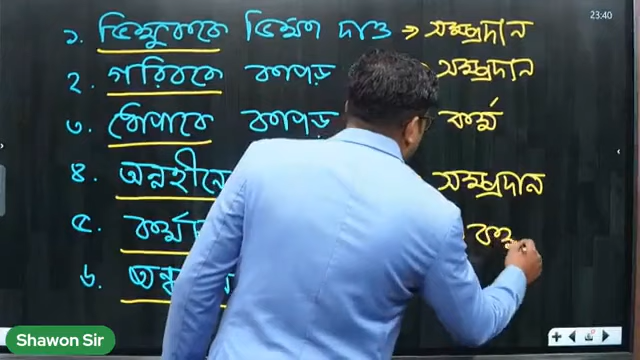 23:40
১. ভিক্ষুককে ভিক্ষা দাও → সম্প্রদান
২. গরিবকে কাপড় সম্প্রদান
৩. ধোপাকে কাপড় কর্ম
৪. অন্নহীনে সম্প্রদান
৫.
৬.
Shawon Sir